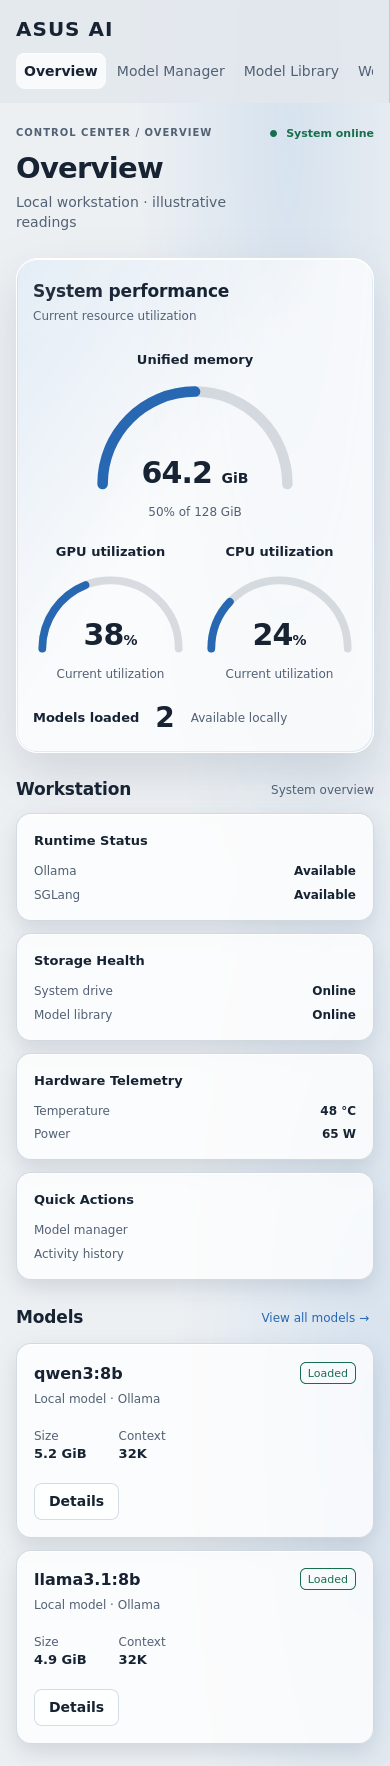 ASUS AI
Overview Model Manager Model Library
CONTROL CENTER / OVERVIEW
System online
Overview
Local workstation · illustrative
readings
System performance
Current resource utilization
Unified memory
64.2 GiB
50% of 128 GiB
GPU utilization CPU utilization
38% 24%
Current utilization Current utilization
Models loaded 2 Available locally
Workstation System overview
Runtime Status
Ollama Available
SGLang Available
Storage Health
System drive Online
Model library Online
Hardware Telemetry
Temperature 48 °C
Power 65 W
Quick Actions
Model manager
Activity history
Models View all models →
qwen3:8b Loaded
Local model · Ollama
Size Context
5.2 GiB 32K
Details
llama3.1:8b Loaded
Local model · Ollama
Size Context
4.9 GiB 32K
Details